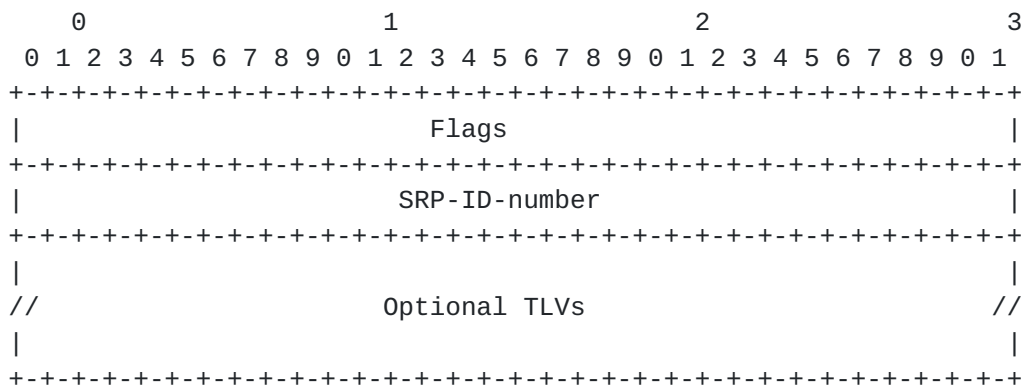 0                   1                   2                   3
 0 1 2 3 4 5 6 7 8 9 0 1 2 3 4 5 6 7 8 9 0 1 2 3 4 5 6 7 8 9 0 1
+-+-+-+-+-+-+-+-+-+-+-+-+-+-+-+-+-+-+-+-+-+-+-+-+-+-+-+-+-+-+-+-+
|                          Flags                                |
+-+-+-+-+-+-+-+-+-+-+-+-+-+-+-+-+-+-+-+-+-+-+-+-+-+-+-+-+-+-+-+-+
|                        SRP-ID-number                          |
+-+-+-+-+-+-+-+-+-+-+-+-+-+-+-+-+-+-+-+-+-+-+-+-+-+-+-+-+-+-+-+-+
|                                                               |
//                      Optional TLVs                          //
|                                                               |
+-+-+-+-+-+-+-+-+-+-+-+-+-+-+-+-+-+-+-+-+-+-+-+-+-+-+-+-+-+-+-+-+